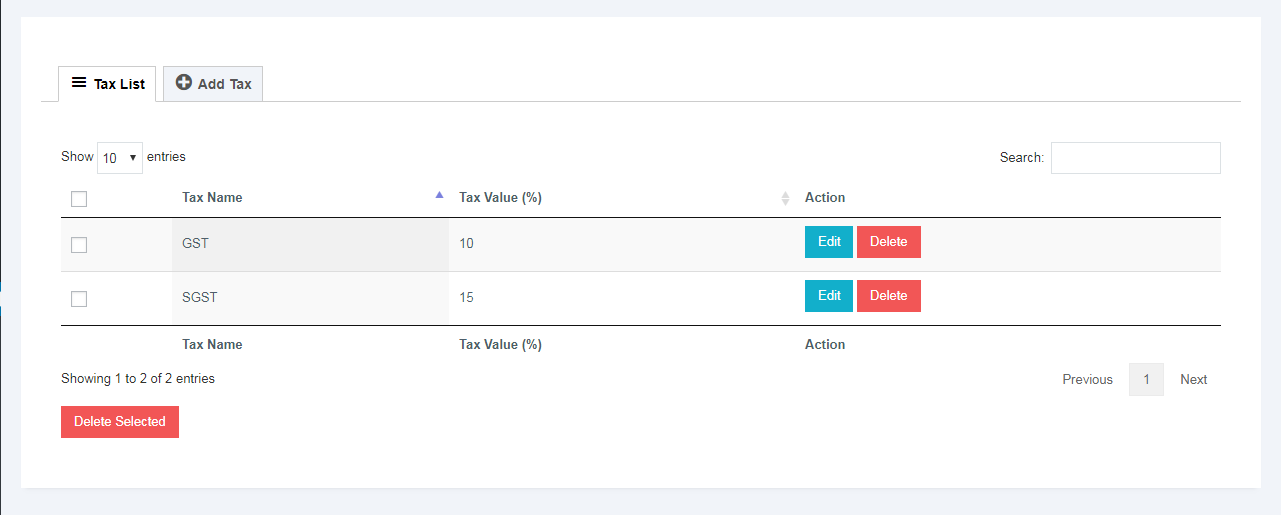 Tax List Add Tax
Show 10 entries Search:
Tax Name Tax Value (%) Action
GST 10 Edit Delete
SGST 15 Edit Delete
Tax Name Tax Value (%) Action
Showing 1 to 2 of 2 entries Previous 1 Next
Delete Selected